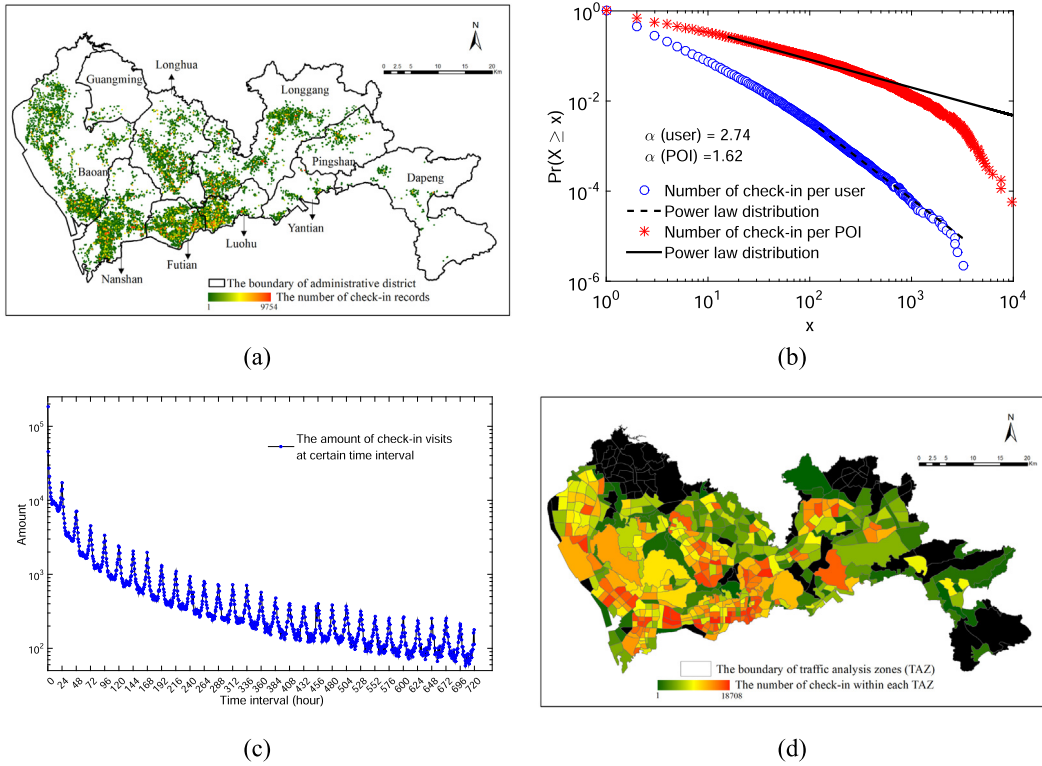 N
0 2.5 5 10 15 20
Km
Longhua
Guangming
Longgang
Pingshan
Baoan
Dapeng
Yantian
Luohu
Futian
Nanshan
The boundary of administrative district
The number of check-in records
1 9754
(a)
Pr(X ≥ x)
10^0
10^-2
10^-4
10^-6
α (user) = 2.74
α (POI) =1.62
Number of check-in per user
Power law distribution
Number of check-in per POI
Power law distribution
10^0 10^1 10^2 10^3 10^4
x
(b)
Amount
10^5
10^4
10^3
10^2
The amount of check-in visits
at certain time interval
0 24 48 72 96 120 144 168 192 216 240 264 288 312 336 360 384 408 432 456 480 504 528 552 576 600 624 648 672 696 720
Time interval (hour)
(c)
N
0 2.5 5 10 15 20
Km
The boundary of traffic analysis zones (TAZ)
The number of check-in within each TAZ
1 18708
(d)